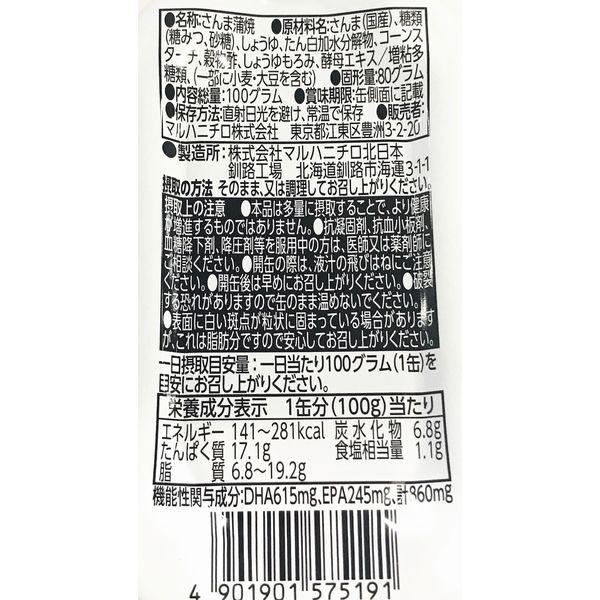 ●名称:さんま蒲焼 ●原材料名:さんま(国産)、糖類
(糖みつ、砂糖)、しょうゆ、たん白加水分解物、コーンス
ターチ、穀物酢、しょうゆもろみ、酵母エキス/増粘多
糖類、(一部に小麦・大豆を含む) ●固形量:80グラム
●内容総量:100グラム ●賞味期限:缶側面に記載
●保存方法:直射日光を避け、常温で保存 ●販売者:
マルハニチロ株式会社 東京都江東区豊洲3-2-20
●製造所:株式会社マルハニチロ北日本
釧路工場 北海道釧路市海運3-1-1
摂取の方法 そのまま、又は調理してお召し上がりください。
摂取上の注意 ●本品は多量に摂取することで、より健康
が増進するものではありません。●抗凝固剤、抗血小板剤、
血糖降下剤、降圧剤等を服用中の方は、医師又は薬剤師に
ご相談ください。●開缶の際は、液汁の飛びはねにご注意
ください。●開缶後は早めにお召し上がりください。●破裂
する恐れがありますので缶のまま温めないでください。
●表面に白い斑点が粒状に固まっている場合があります
が、これは脂肪分ですので安心してお召し上がりください。
一日摂取目安量:一日当たり100グラム(1缶)を
目安にお召し上がりください。
栄養成分表示 1缶分(100g)当たり
エネルギー 141〜281kcal 炭水化物 6.8g
たんぱく質 17.1g 食塩相当量 1.1g
脂質 6.8〜19.2g
機能性関与成分:DHA615mg、EPA245mg、計860mg
4 901901 575191